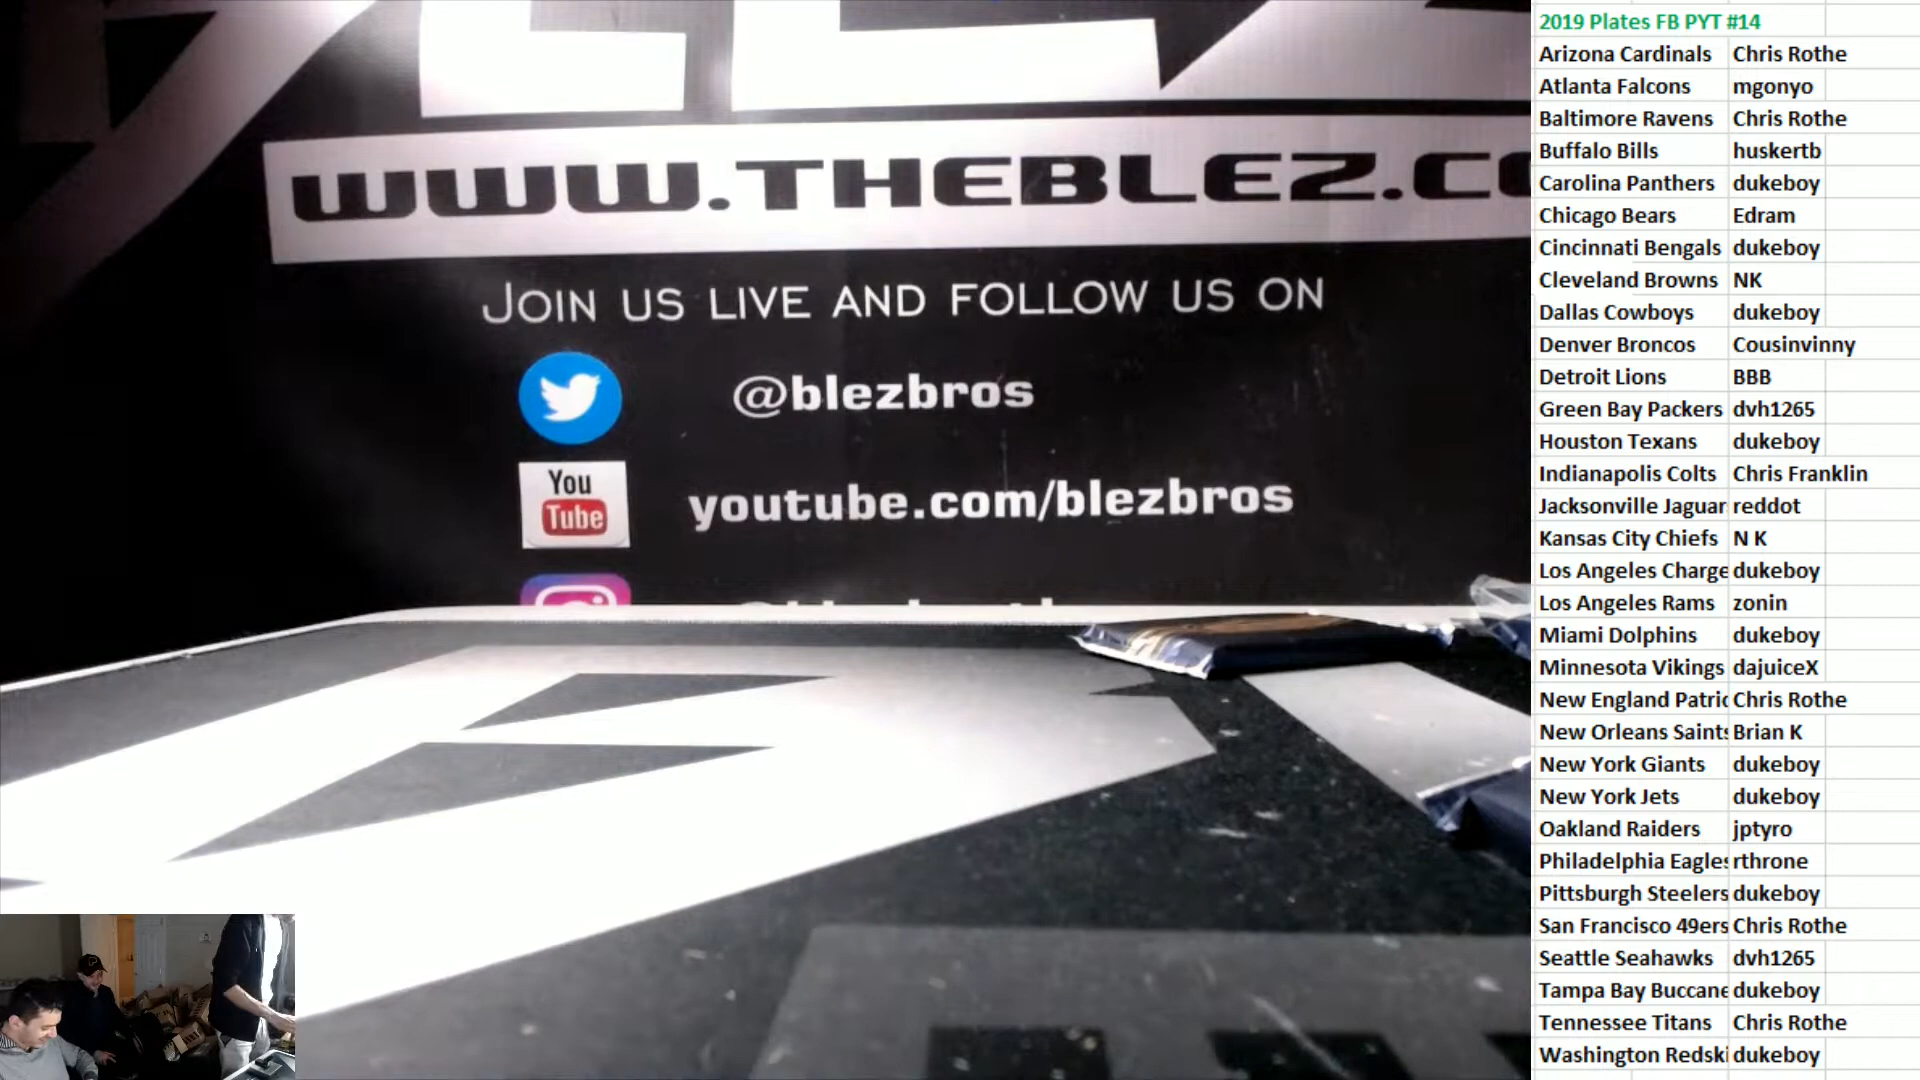 WWW.THEBLEZ.CO
JOIN US LIVE AND FOLLOW US ON
@blezbros
You
Tube
youtube.com/blezbros
2019 Plates FB PYT #14
Arizona Cardinals Chris Rothe
Atlanta Falcons mgonyo
Baltimore Ravens Chris Rothe
Buffalo Bills huskertb
Carolina Panthers dukeboy
Chicago Bears Edram
Cincinnati Bengals dukeboy
Cleveland Browns NK
Dallas Cowboys dukeboy
Denver Broncos Cousinvinny
Detroit Lions BBB
Green Bay Packers dvh1265
Houston Texans dukeboy
Indianapolis Colts Chris Franklin
Jacksonville Jaguar reddot
Kansas City Chiefs N K
Los Angeles Charge dukeboy
Los Angeles Rams zonin
Miami Dolphins dukeboy
Minnesota Vikings dajuiceX
New England Patric Chris Rothe
New Orleans Saints Brian K
New York Giants dukeboy
New York Jets dukeboy
Oakland Raiders jptyro
Philadelphia Eagles rthrone
Pittsburgh Steelers dukeboy
San Francisco 49ers Chris Rothe
Seattle Seahawks dvh1265
Tampa Bay Buccane dukeboy
Tennessee Titans Chris Rothe
Washington Redski dukeboy